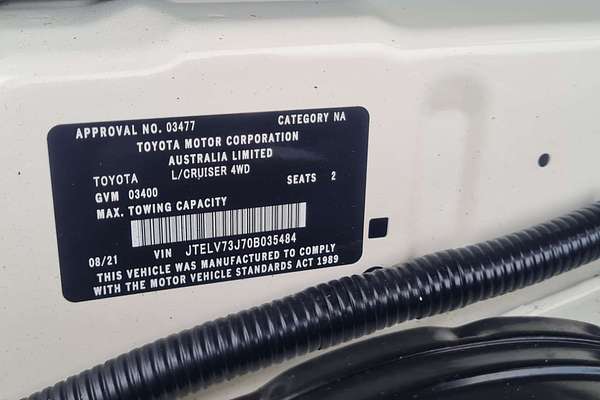 APPROVAL NO. 03477 CATEGORY NA
TOYOTA MOTOR CORPORATION
AUSTRALIA LIMITED
TOYOTA L/CRUISER 4WD
GVM 03400 SEATS 2
MAX. TOWING CAPACITY
08/21 VIN JTELV73J70B035484
THIS VEHICLE WAS MANUFACTURED TO COMPLY
WITH THE MOTOR VEHICLE STANDARDS ACT 1989